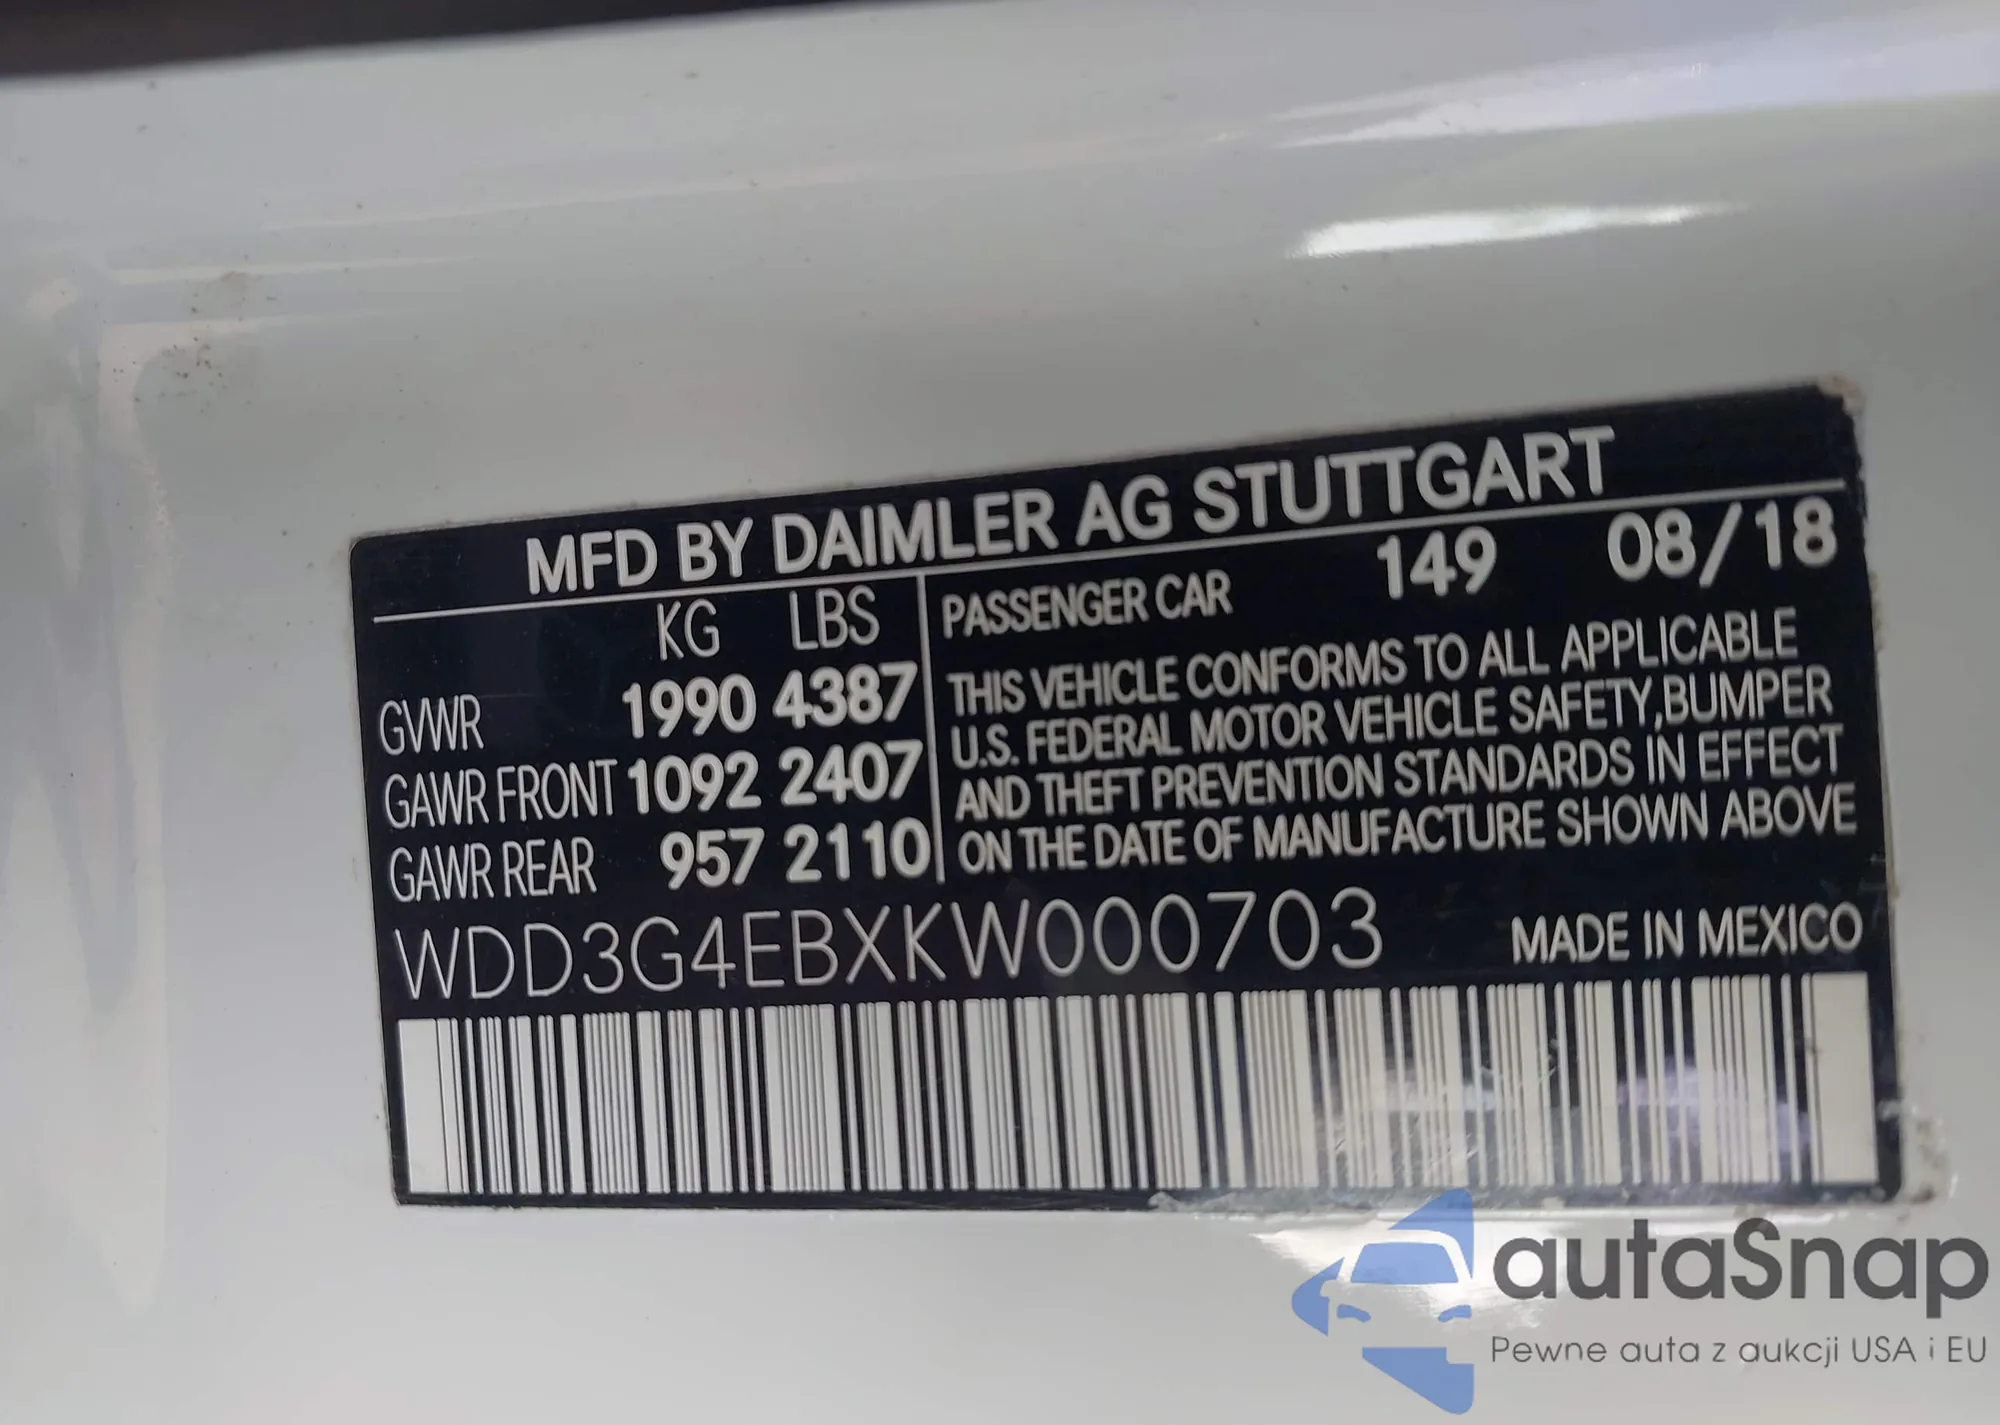 MFD BY DAIMLER AG STUTTGART
KG LBS
GVWR 1990 4387
GAWR FRONT 1092 2407
GAWR REAR 957 2110
PASSENGER CAR 149 08/18
THIS VEHICLE CONFORMS TO ALL APPLICABLE
U.S. FEDERAL MOTOR VEHICLE SAFETY,BUMPER
AND THEFT PREVENTION STANDARDS IN EFFECT
ON THE DATE OF MANUFACTURE SHOWN ABOVE
WDD3G4EBXKW000703 MADE IN MEXICO
autaSnap
Pewne auta z aukcji USA i EU